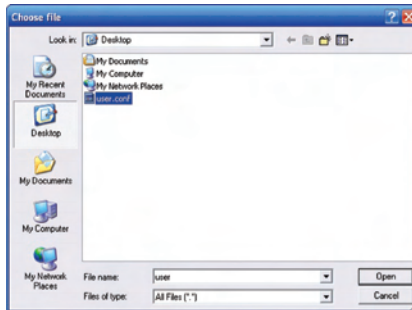 Choose file
Look in:
Desktop
My Recent
Documents
Desktop
My Documents
My Computer
My Network
Places
My Documents
My Computer
My Network Places
user.conf
File name:
user
Open
Files of type:
All Files (*.*)
Cancel